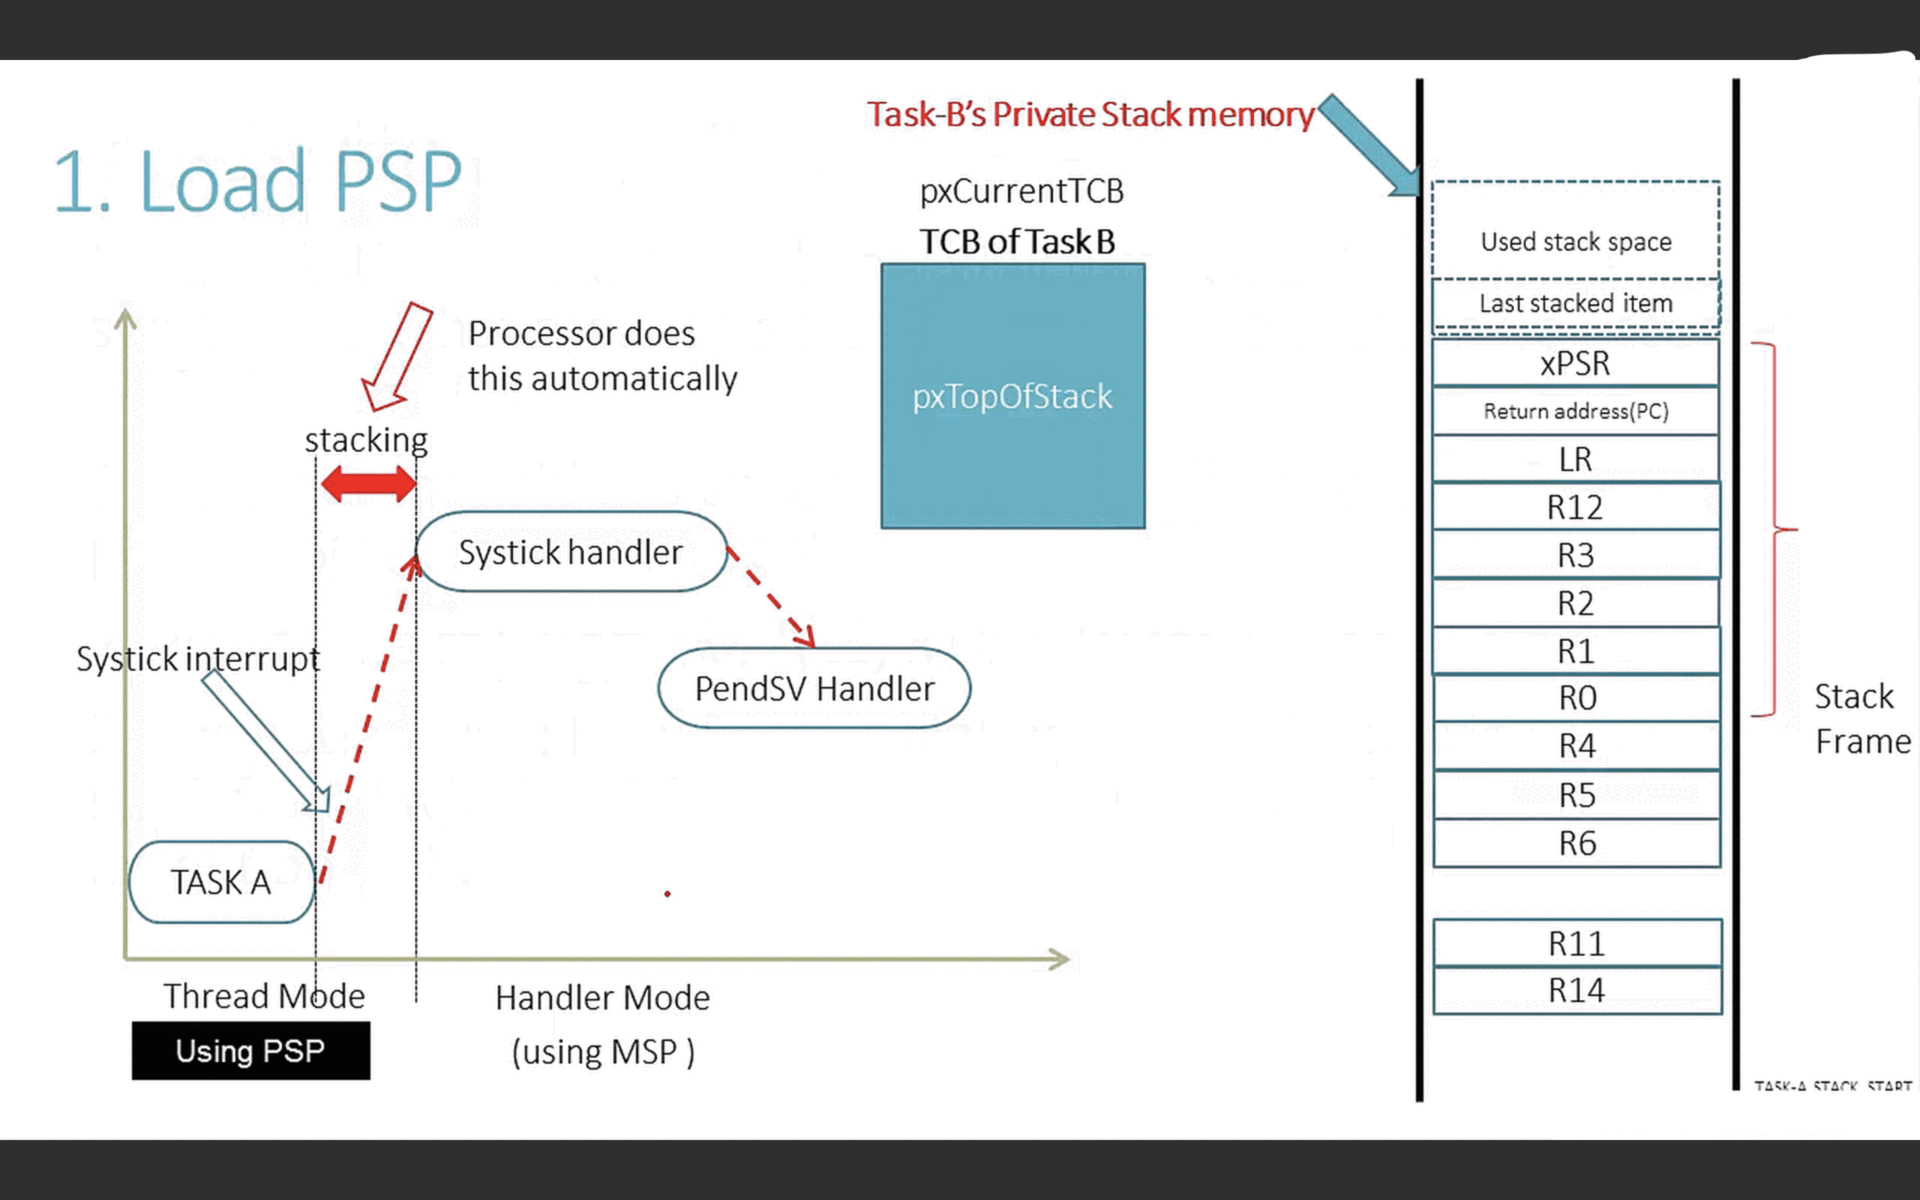 1. Load PSP
Task-B's Private Stack memory
pxCurrentTCB
TCB of Task B
pxTopOfStack
Processor does
this automatically
stacking
Systick handler
Systick interrupt
PendSV Handler
TASK A
Thread Mode
Using PSP
Handler Mode
(using MSP )
Used stack space
Last stacked item
xPSR
Return address(PC)
LR
R12
R3
R2
R1
R0
R4
R5
R6
R11
R14
Stack
Frame
TASK-A STACK START